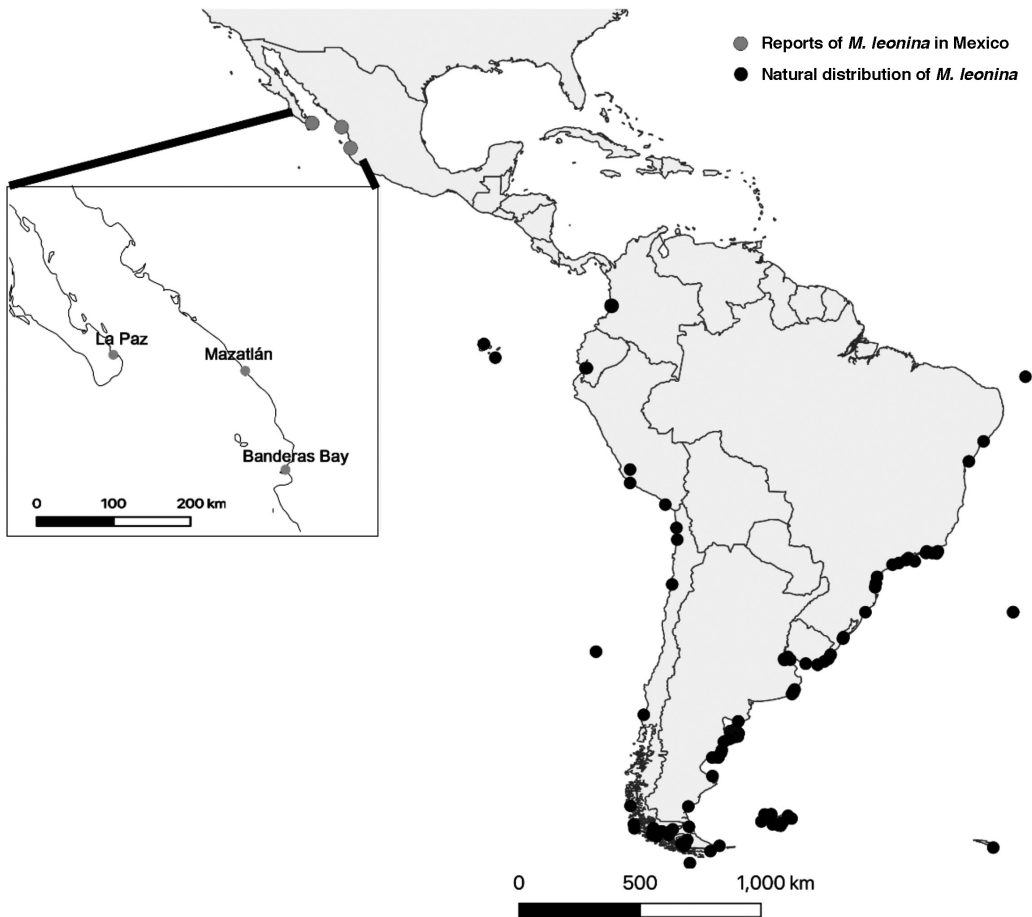 Reports of M. leonina in Mexico
Natural distribution of M. leonina
La Paz
Mazatlán
Banderas Bay
0 100 200 km
0 500 1,000 km